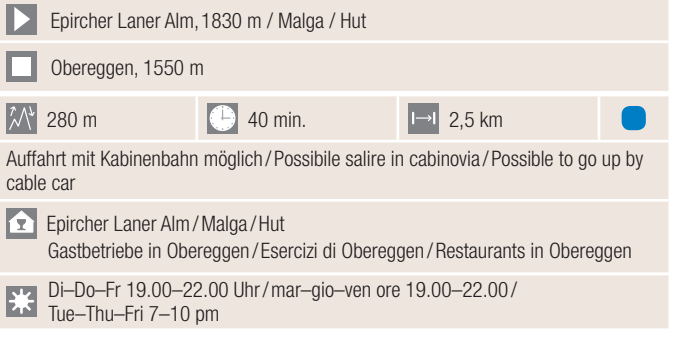 Epircher Laner Alm, 1830 m / Malga / Hut
Obereggen, 1550 m
280 m 40 min. 2,5 km
Auffahrt mit Kabinenbahn möglich / Possibile salire in cabinovia / Possible to go up by
cable car
Epircher Laner Alm / Malga / Hut
Gastbetriebe in Obereggen / Esercizi di Obereggen / Restaurants in Obereggen
Di–Do–Fr 19.00–22.00 Uhr / mar–gio–ven ore 19.00–22.00 /
Tue–Thu–Fri 7–10 pm